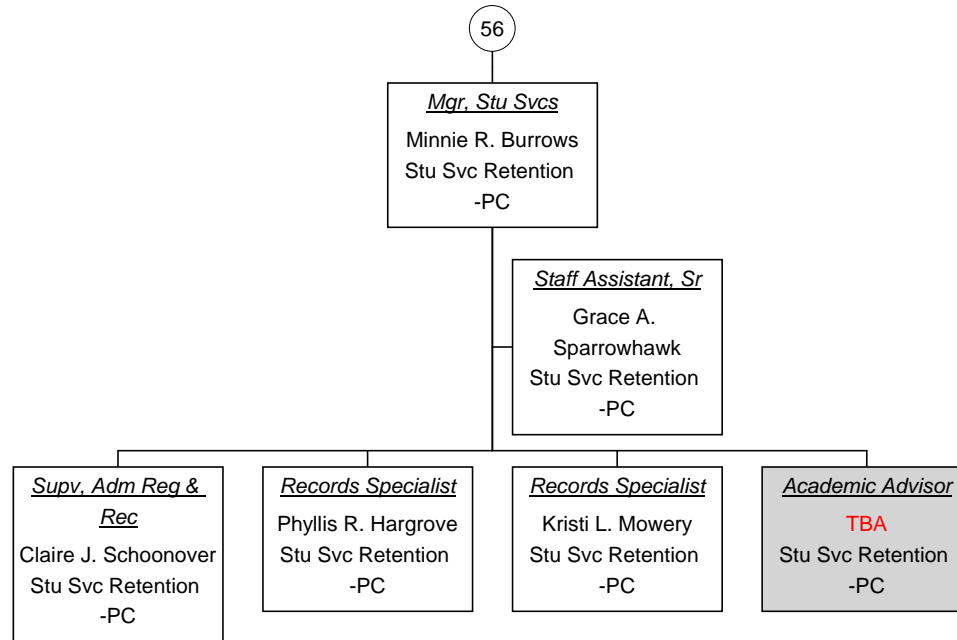 56
Mgr, Stu Svcs
Minnie R. Burrows
Stu Svc Retention
-PC
Staff Assistant, Sr
Grace A.
Sparrowhawk
Stu Svc Retention
-PC
Supv, Adm Reg &
Rec
Claire J. Schoonover
Stu Svc Retention
-PC
Records Specialist
Phyllis R. Hargrove
Stu Svc Retention
-PC
Records Specialist
Kristi L. Mowery
Stu Svc Retention
-PC
Academic Advisor
TBA
Stu Svc Retention
-PC